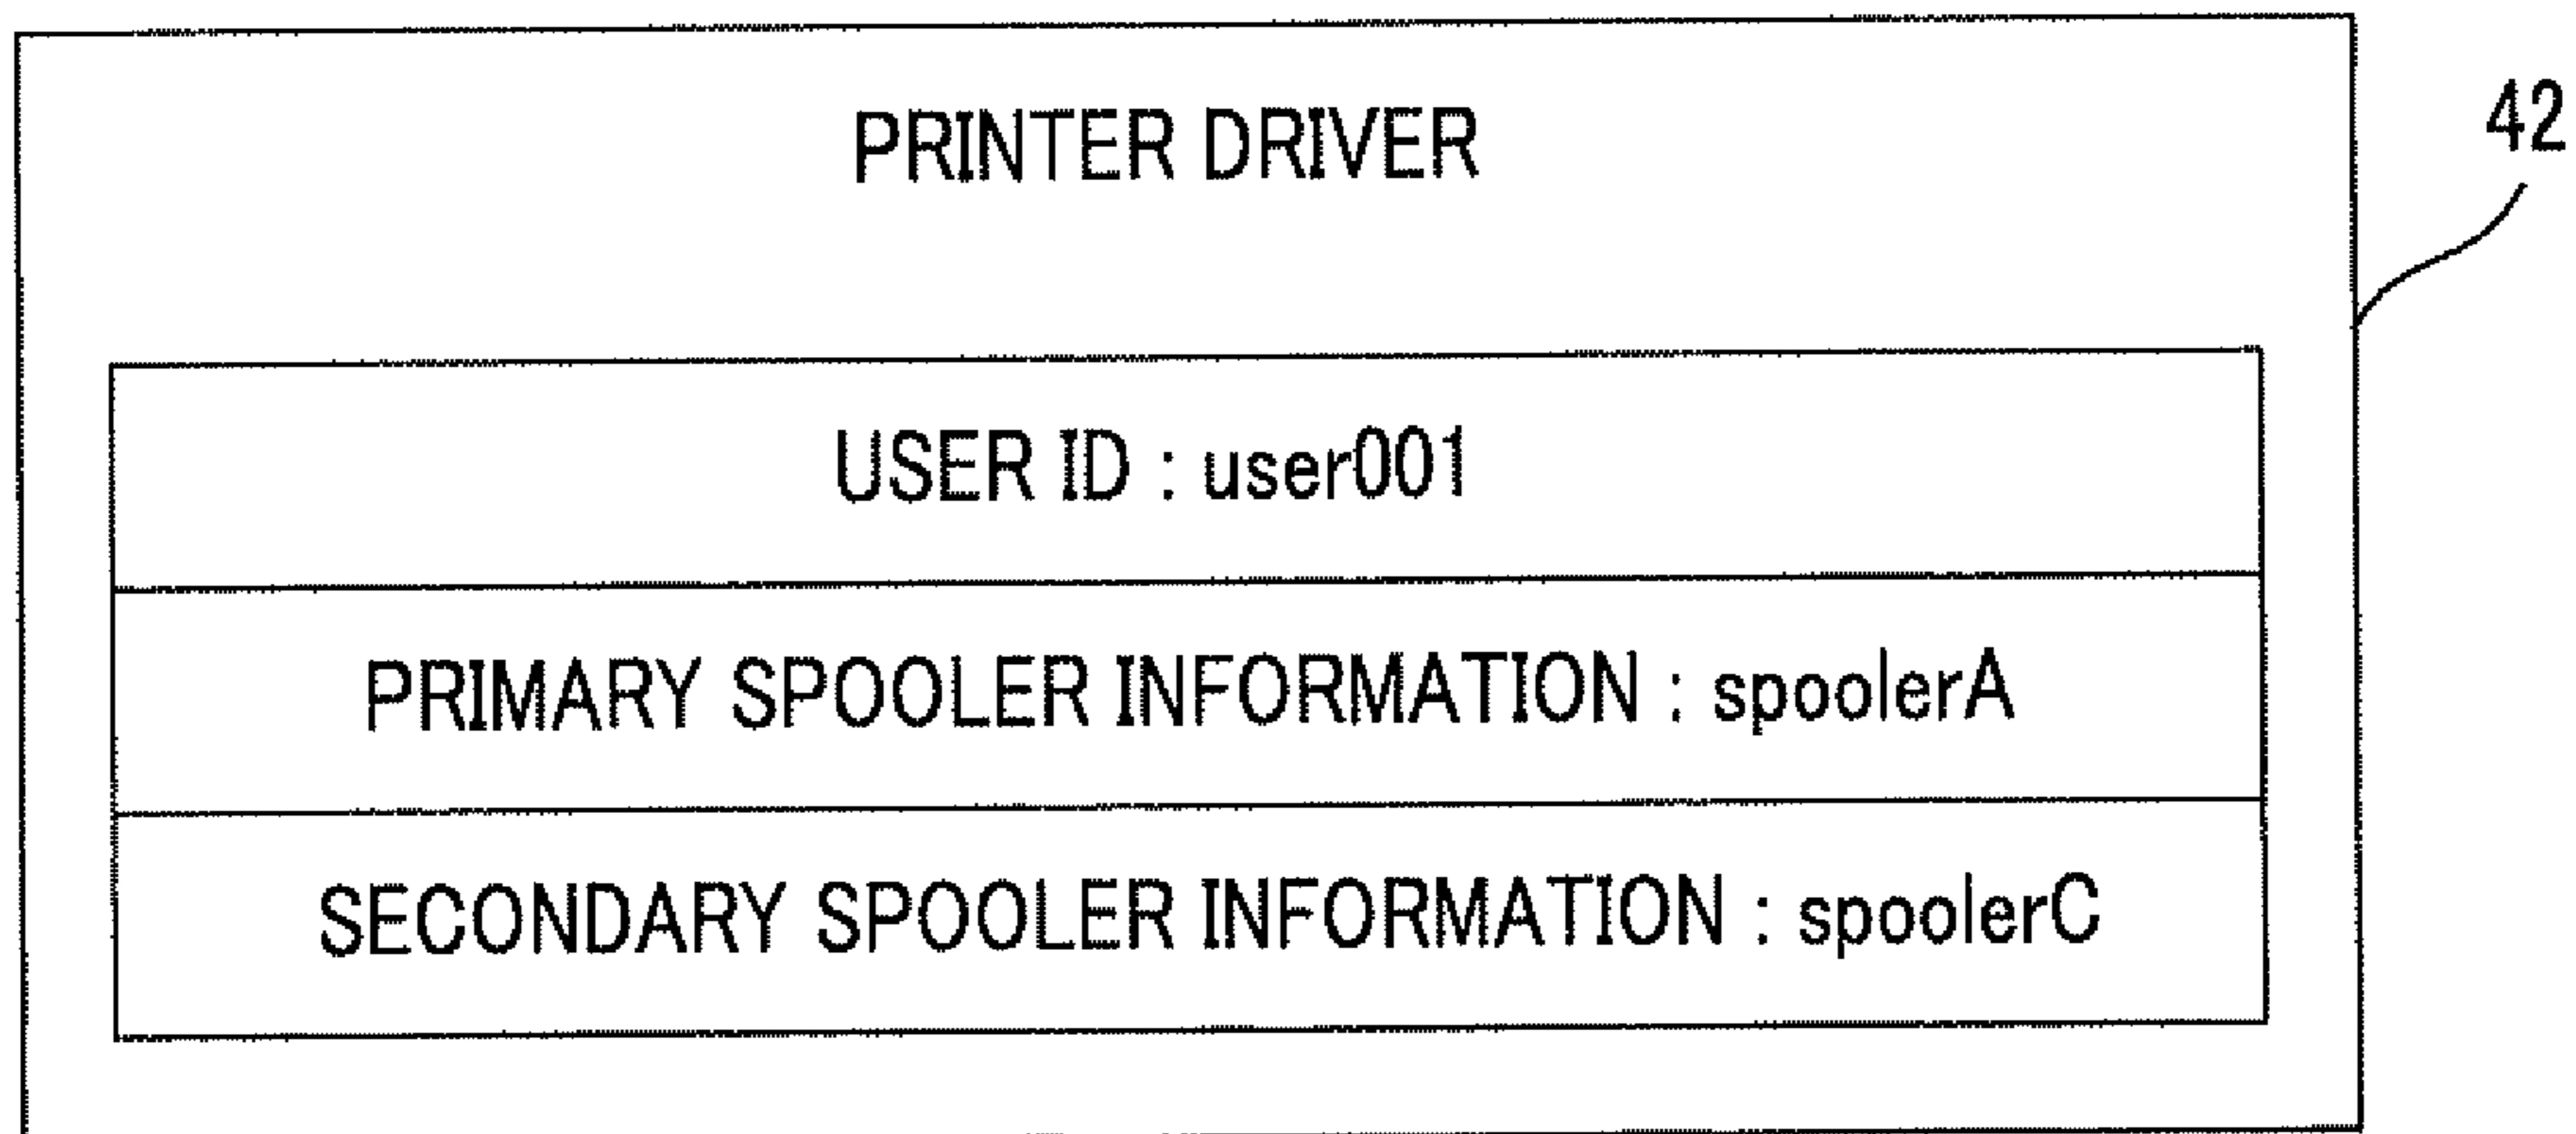 PRINTER DRIVER
42
USER ID : user001
PRIMARY SPOOLER INFORMATION : spoolerA
SECONDARY SPOOLER INFORMATION : spoolerC